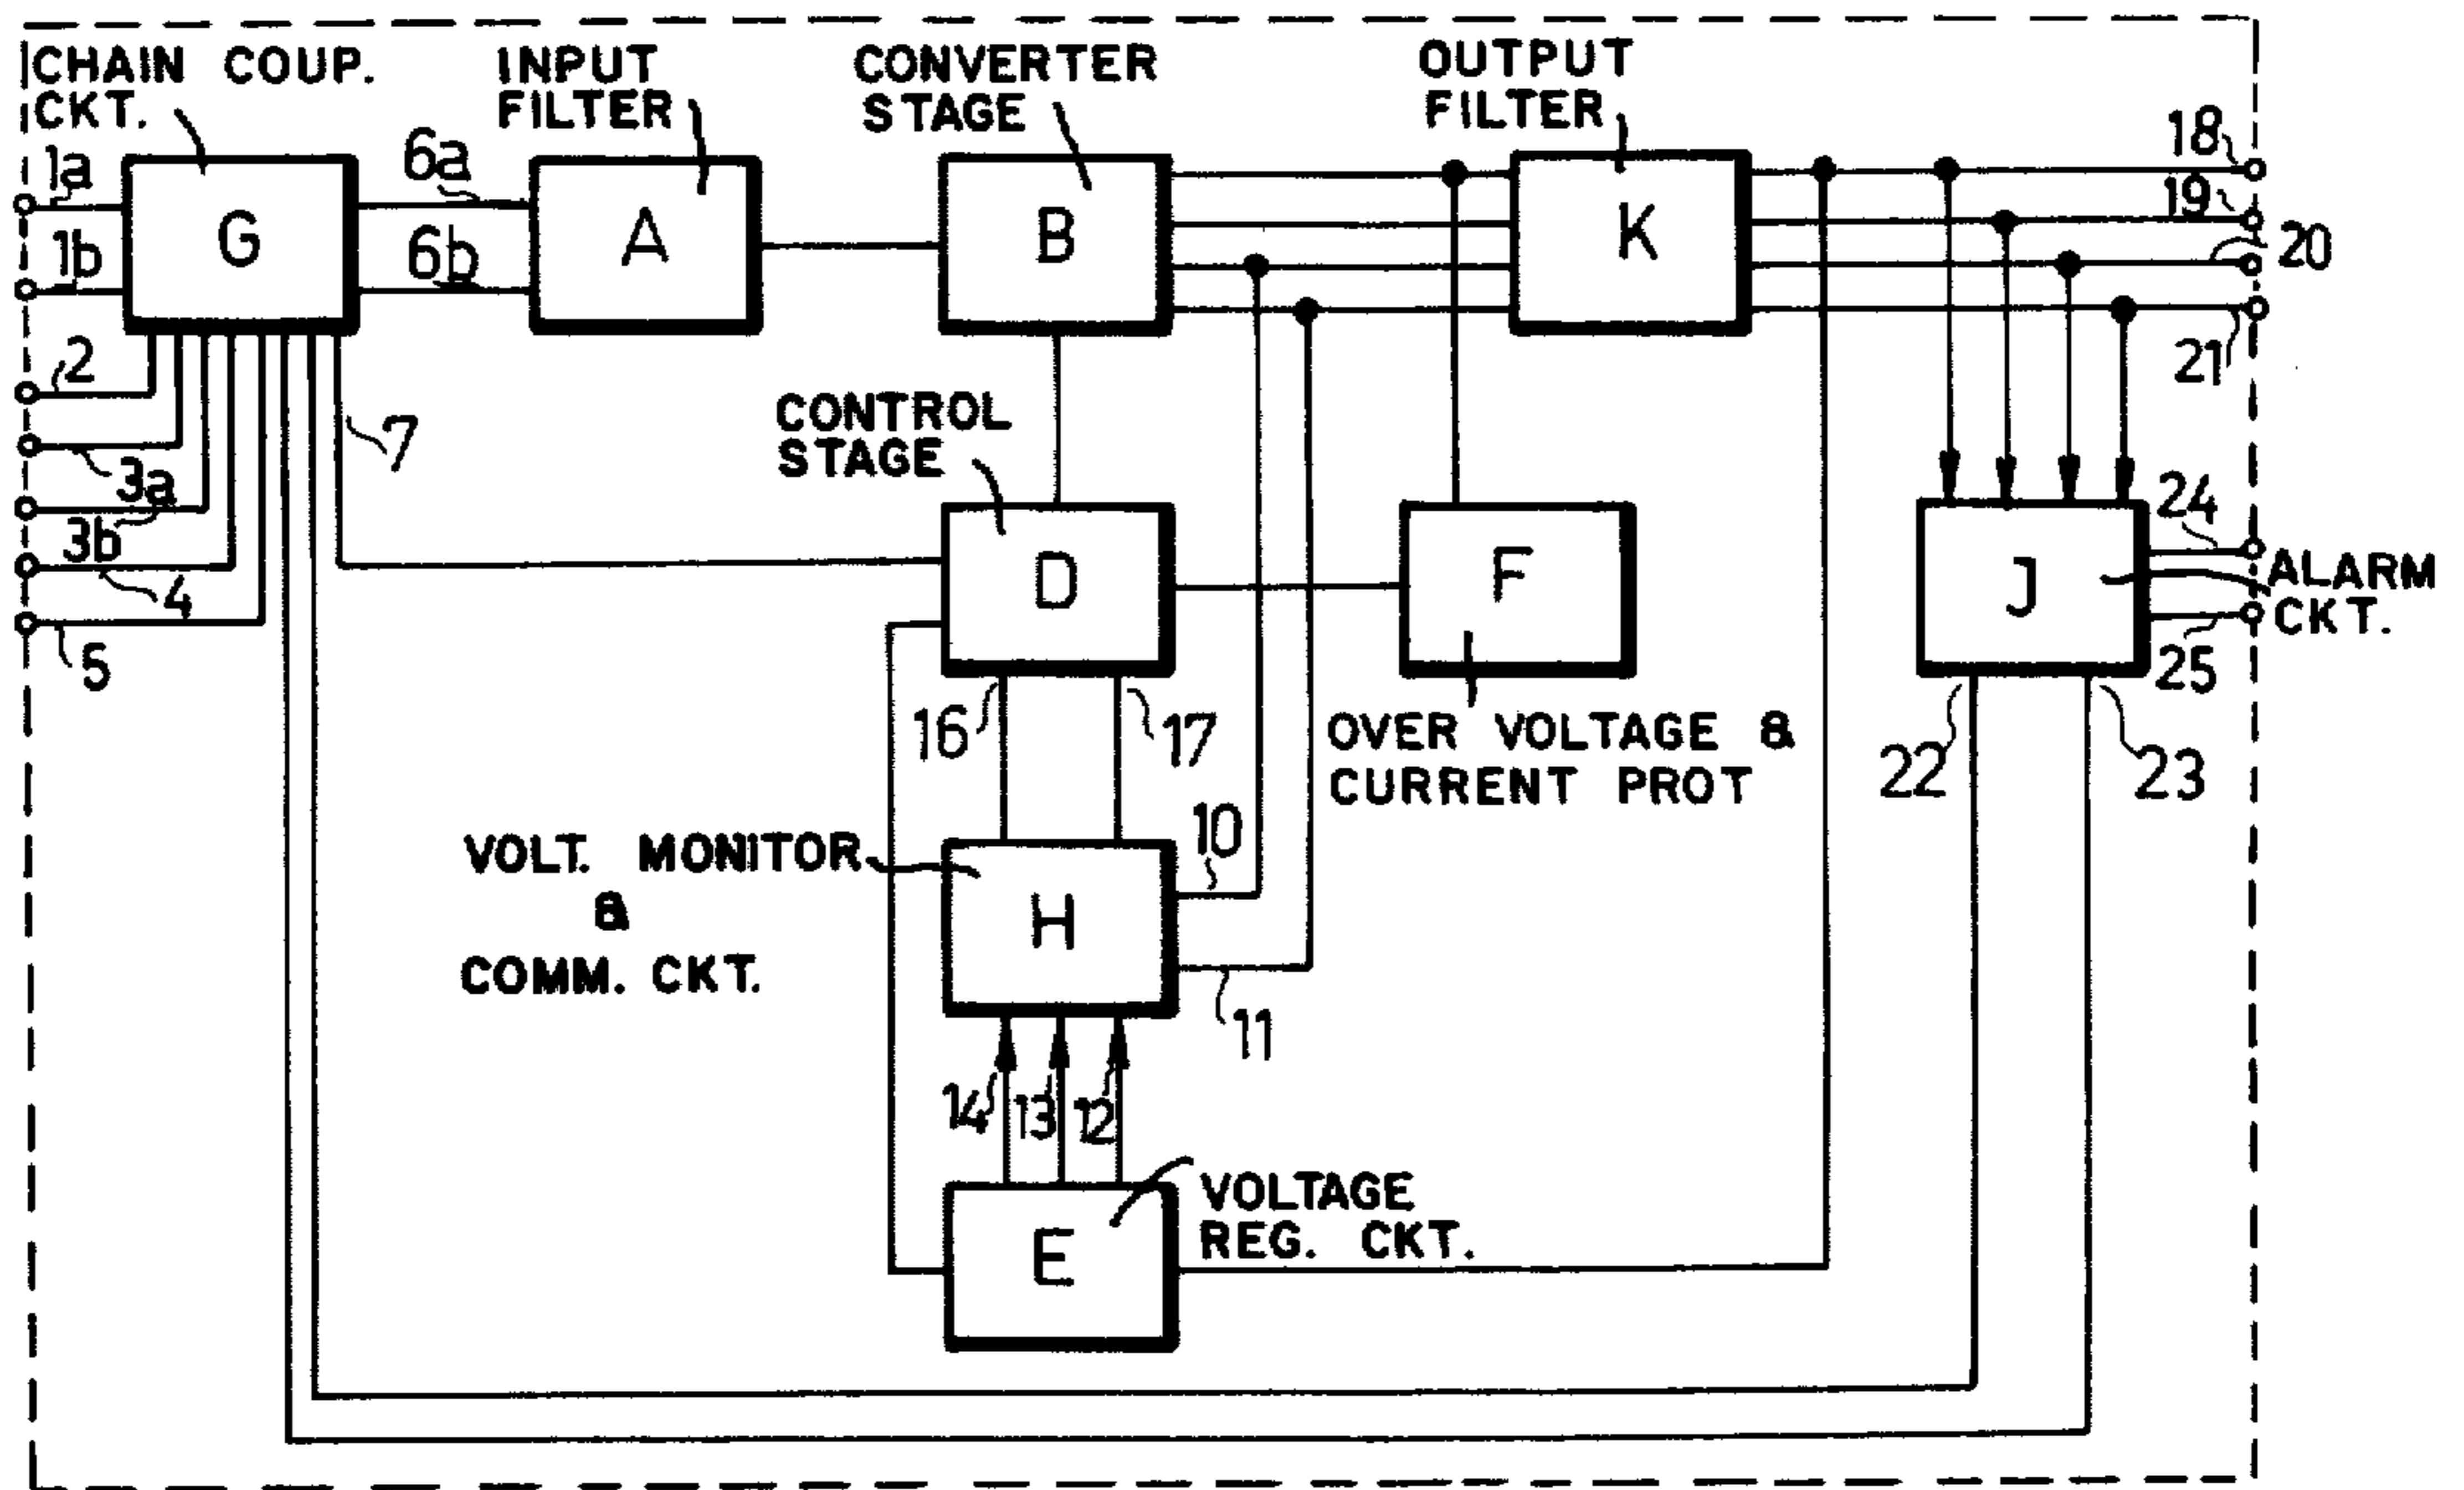 CHAIN COUP.
CKT.
INPUT
FILTER
CONVERTER
STAGE
OUTPUT
FILTER
1a
1b
6a
6b
G
A
B
K
18
19
20
21
2
3a
3b
4
5
7
CONTROL
STAGE
D
F
J
24
25
ALARM
CKT.
16
17
OVER VOLTAGE &
CURRENT PROT
22
23
VOLT. MONITOR
&
COMM. CKT.
H
10
11
14
13
12
E
VOLTAGE
REG. CKT.